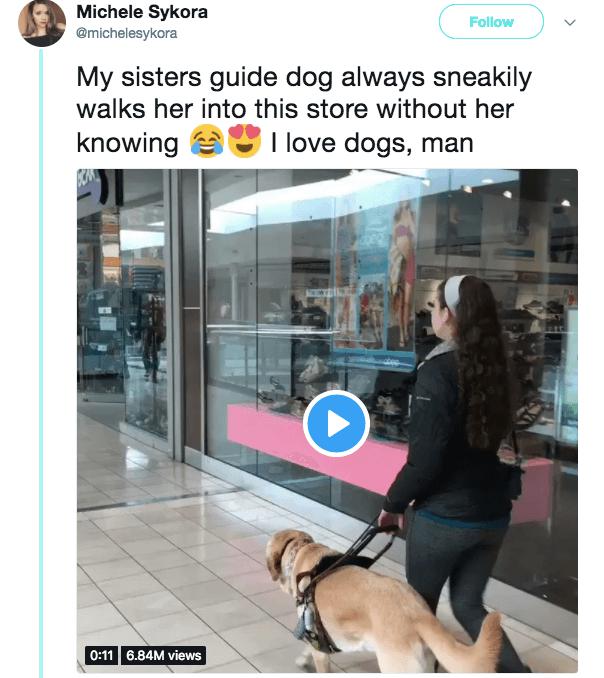 Michele Sykora
@michelesykora
Follow
My sisters guide dog always sneakily
walks her into this store without her
knowing 😂😍 I love dogs, man
0:11 6.84M views